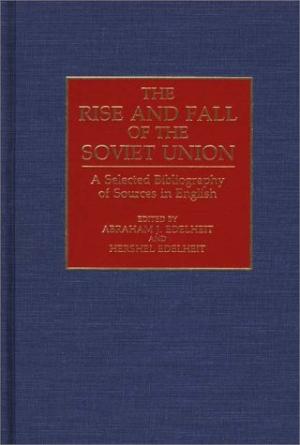 THE
RISE AND FALL
OF THE
SOVIET UNION
A Selected Bibliography
of Sources in English
EDITED BY
ABRAHAM J. EDELHEIT
AND
HERSHEL EDELHEIT